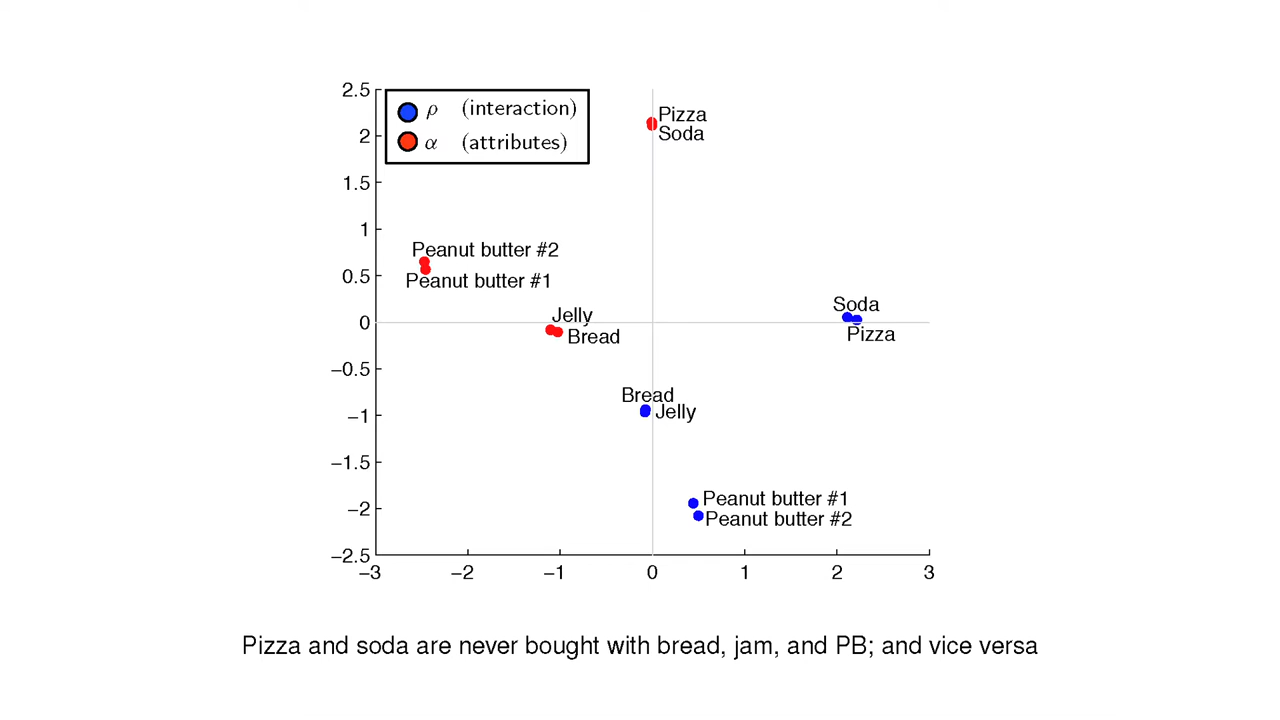 2.5
2
1.5
1
0.5
0
−0.5
−1
−1.5
−2
−2.5
−3
−2
−1
0
1
2
3
ρ (interaction)
α (attributes)
Pizza
Soda
Peanut butter #2
Peanut butter #1
Jelly
Bread
Soda
Pizza
Bread
Jelly
Peanut butter #1
Peanut butter #2
Pizza and soda are never bought with bread, jam, and PB; and vice versa